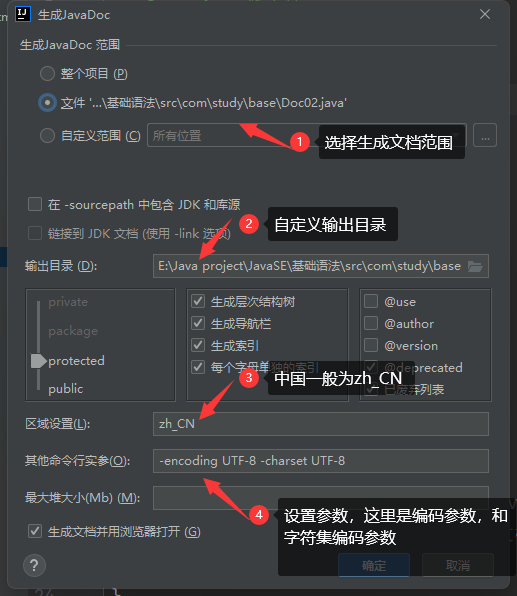 生成JavaDoc
生成JavaDoc 范围
整个项目 (P)
文件 '...\基础语法\src\com\study\base\Doc02.java'
自定义范围 (C) 所有位置 ...
1 选择生成文档范围
在 -sourcepath 中包含 JDK 和库源
2 自定义输出目录
链接到 JDK 文档 (使用 -link 选项)
输出目录 (D): E:\Java project\JavaSE\基础语法\src\com\study\base
private
package
protected
public
生成层次结构树
生成导航栏
生成索引
每个字母单独的索引
@use
@author
@version
@deprecated
已废弃列表
3 中国一般为zh_CN
区域设置(L): zh_CN
其他命令行实参(O): -encoding UTF-8 -charset UTF-8
最大堆大小(Mb) (M):
4 设置参数，这里是编码参数，和
字符集编码参数
生成文档并用浏览器打开 (G)
? 确定 取消
24 }